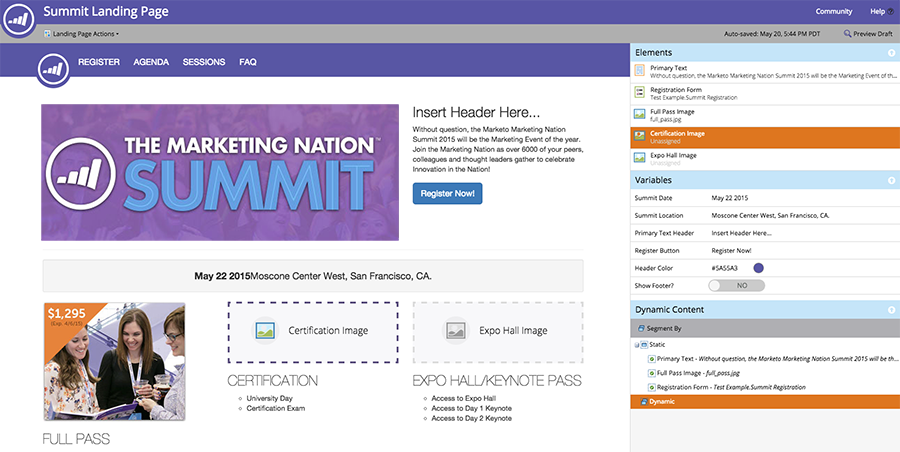 Summit Landing Page
Community
Help
Landing Page Actions
Auto-saved: May 20, 5:44 PM PDT
Preview Draft
REGISTER
AGENDA
SESSIONS
FAQ
THE MARKETING NATION™
SUMMIT
Insert Header Here...
Without question, the Marketo Marketing Nation
Summit 2015 will be the Marketing Event of the year.
Join the Marketing Nation as over 6000 of your peers,
colleagues and thought leaders gather to celebrate
Innovation in the Nation!
Register Now!
May 22 2015Moscone Center West, San Francisco, CA.
$1,295
(Exp. 4/6/15)
FULL PASS
Certification Image
CERTIFICATION
University Day
Certification Exam
Expo Hall Image
EXPO HALL/KEYNOTE PASS
Access to Expo Hall
Access to Day 1 Keynote
Access to Day 2 Keynote
Elements
Primary Text
Without question, the Marketo Marketing Nation Summit 2015 will be the Marketing Event of th...
Registration Form
Test Example.Summit Registration
Full Pass Image
full_pass.jpg
Certification Image
Unassigned
Expo Hall Image
Unassigned
Variables
Summit Date
May 22 2015
Summit Location
Moscone Center West, San Francisco, CA.
Primary Text Header
Insert Header Here...
Register Button
Register Now!
Header Color
#5A55A3
Show Footer?
NO
Dynamic Content
Segment By
Static
Primary Text - Without question, the Marketo Marketing Nation Summit 2015 will be th...
Full Pass Image - full_pass.jpg
Registration Form - Test Example.Summit Registration
Dynamic